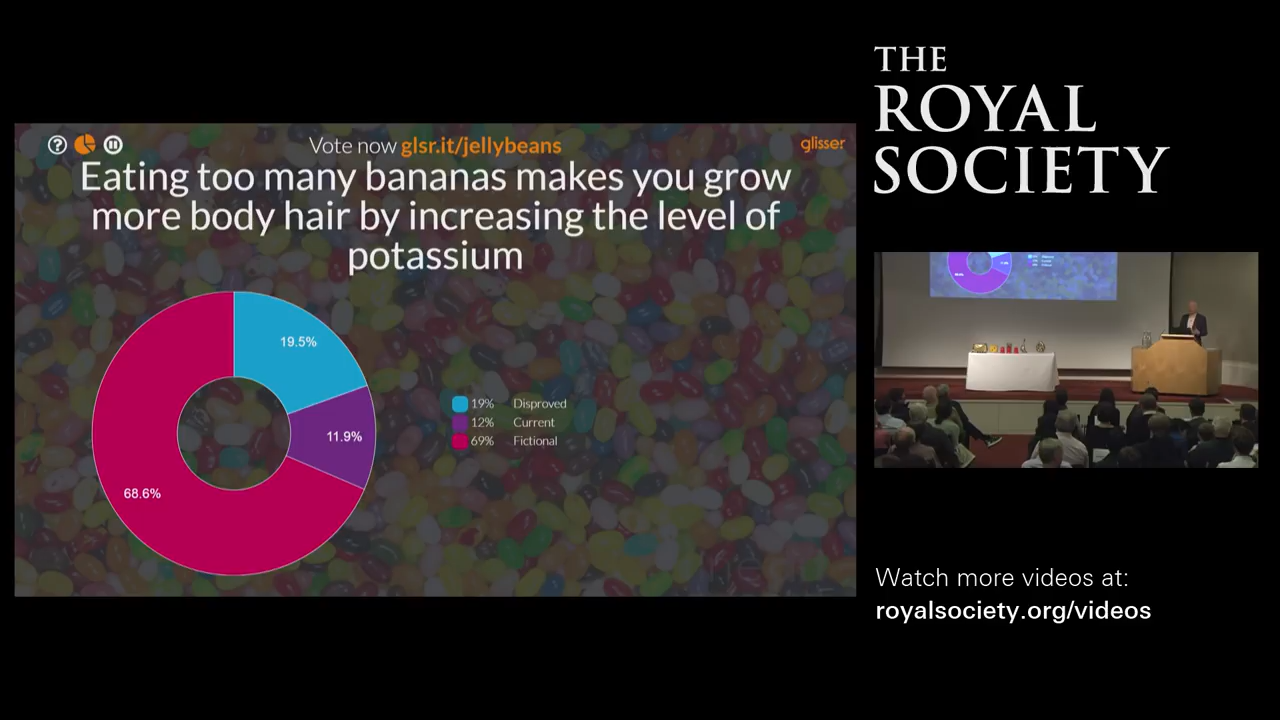 Vote now glsr.it/jellybeans
glisser
Eating too many bananas makes you grow
more body hair by increasing the level of
potassium
19.5%
11.9%
68.6%
19% Disproved
12% Current
69% Fictional
THE
ROYAL
SOCIETY
Watch more videos at:
royalsociety.org/videos